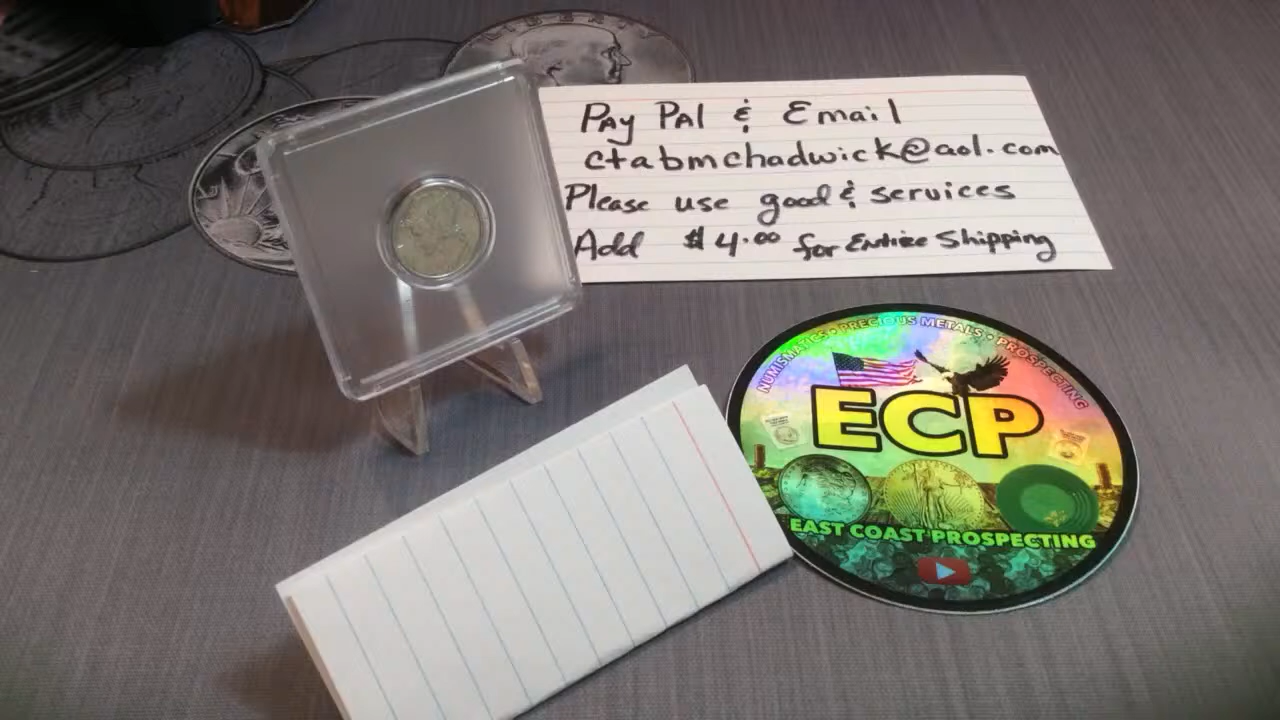 LIBERTY
PAY PAL & Email
ctabmchadwick@aol.com
Please use good & services
Add $4.00 for Entire Shipping
NUMISMATICS • PRECIOUS METALS • PROSPECTING
ECP
EAST COAST PROSPECTING